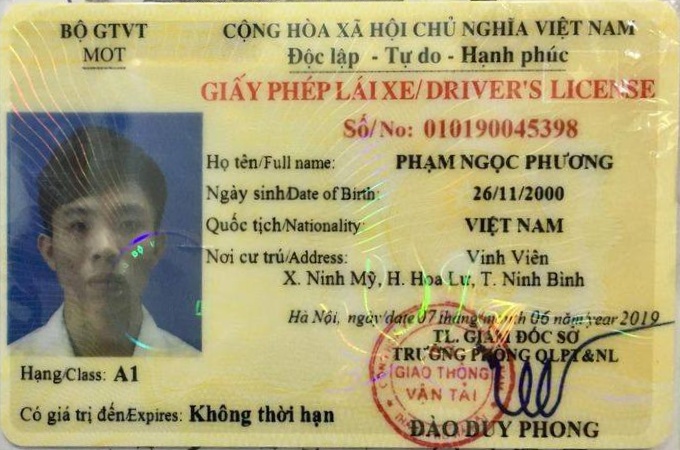 BỘ GTVT
MOT
CỘNG HÒA XÃ HỘI CHỦ NGHĨA VIỆT NAM
Độc lập - Tự do - Hạnh phúc
GIẤY PHÉP LÁI XE/DRIVER'S LICENSE
Số/No: 010190045398
Họ tên/Full name: PHẠM NGỌC PHƯƠNG
Ngày sinh/Date of Birth: 26/11/2000
Quốc tịch/Nationality: VIỆT NAM
Nơi cư trú/Address: Vinh Viên
X. Ninh Mỹ, H. Hoa Lư, T. Ninh Bình
Hà Nội, ngày/date 07 tháng/month 06 năm/year 2019
TL. GIÁM ĐỐC SỞ
TRƯỞNG PHÒNG QLPT&NL
GIAO THÔNG
VẬN TẢI
ĐÀO DUY PHONG
Hạng/Class: A1
Có giá trị đến/Expires: Không thời hạn